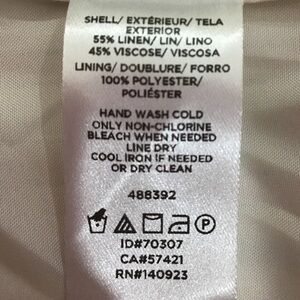 SHELL/ EXTÉRIEUR/ TELA
EXTERIOR
55% LINEN/ LIN/ LINO
45% VISCOSE/ VISCOSA
LINING/ DOUBLURE/ FORRO
100% POLYESTER/
POLIÉSTER
HAND WASH COLD
ONLY NON-CHLORINE
BLEACH WHEN NEEDED
LINE DRY
COOL IRON IF NEEDED
OR DRY CLEAN
488392
P
ID#70307
CA#57421
RN#140923